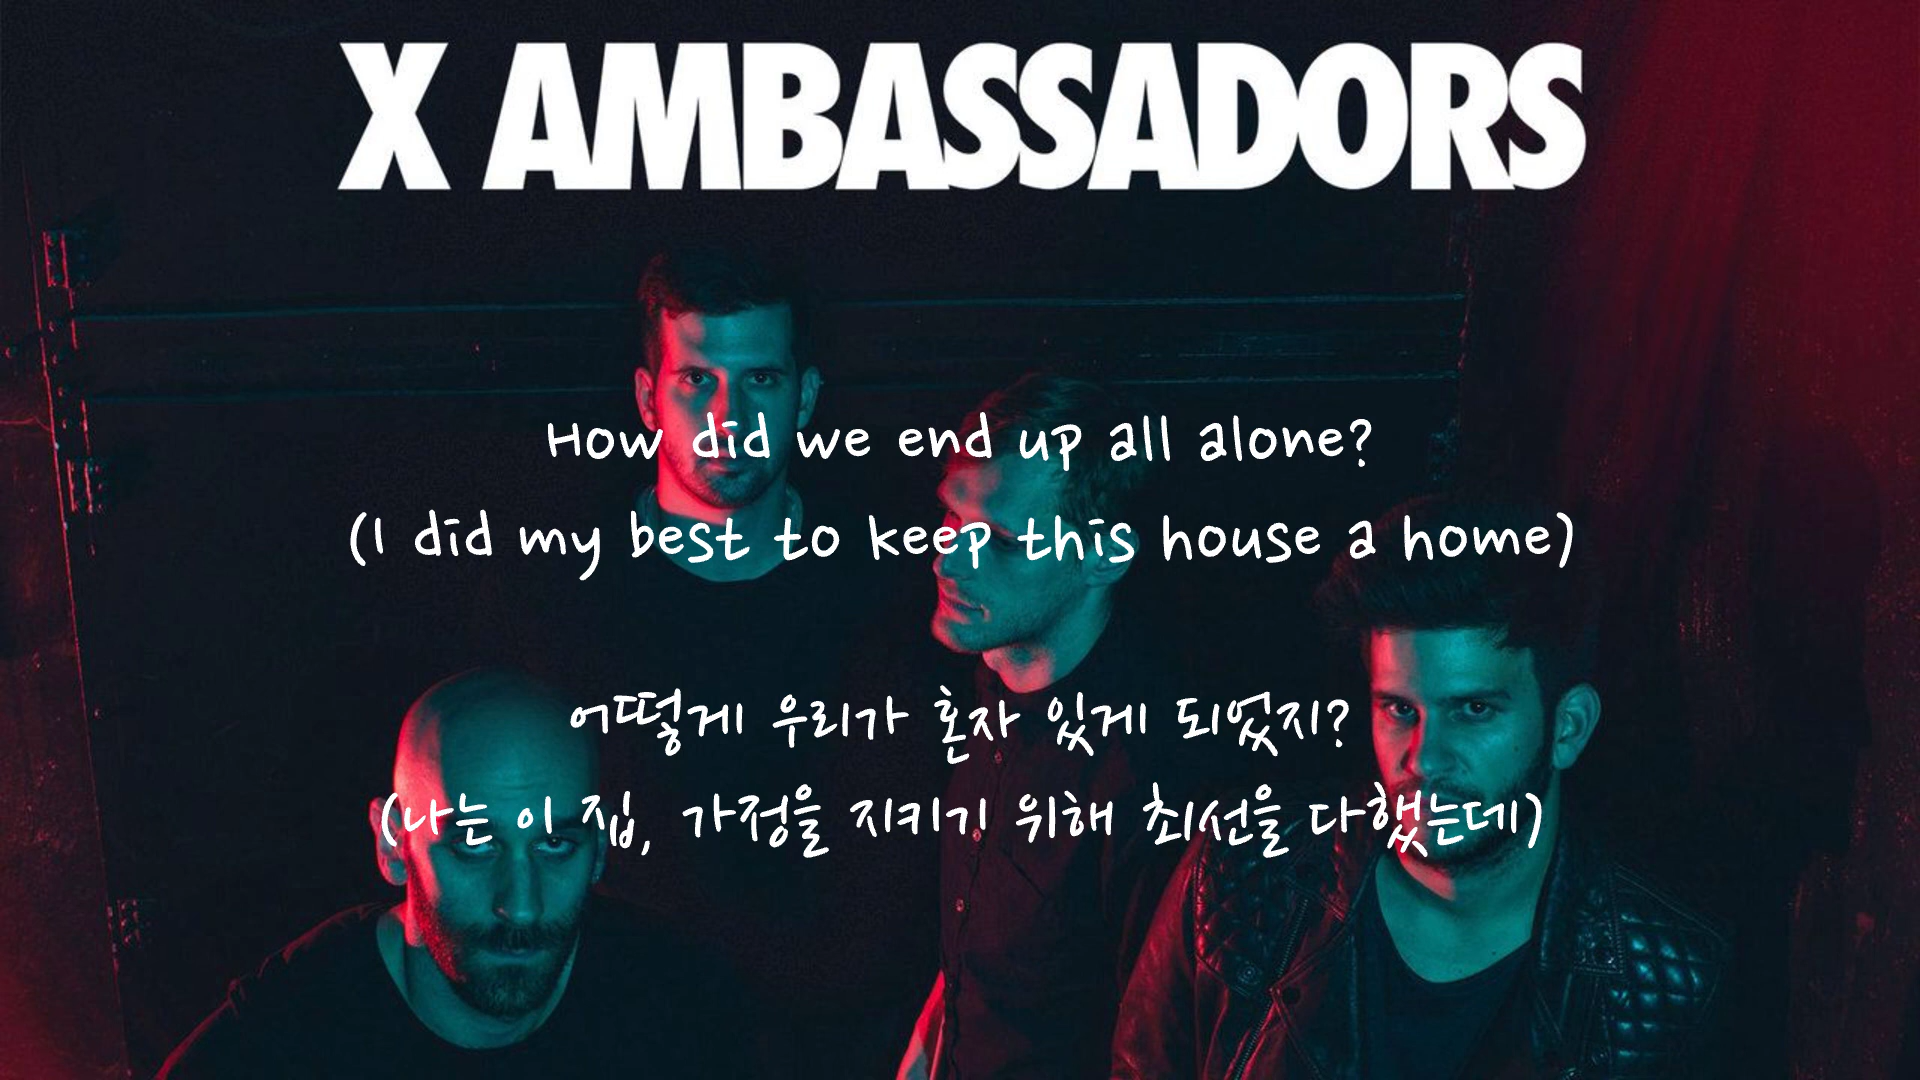 X AMBASSADORS
How did we end up all alone?
(I did my best to keep this house a home)
어떻게 우리가 혼자 있게 되었지?
(나는 이 집, 가정을 지키기 위해 최선을 다했는데)